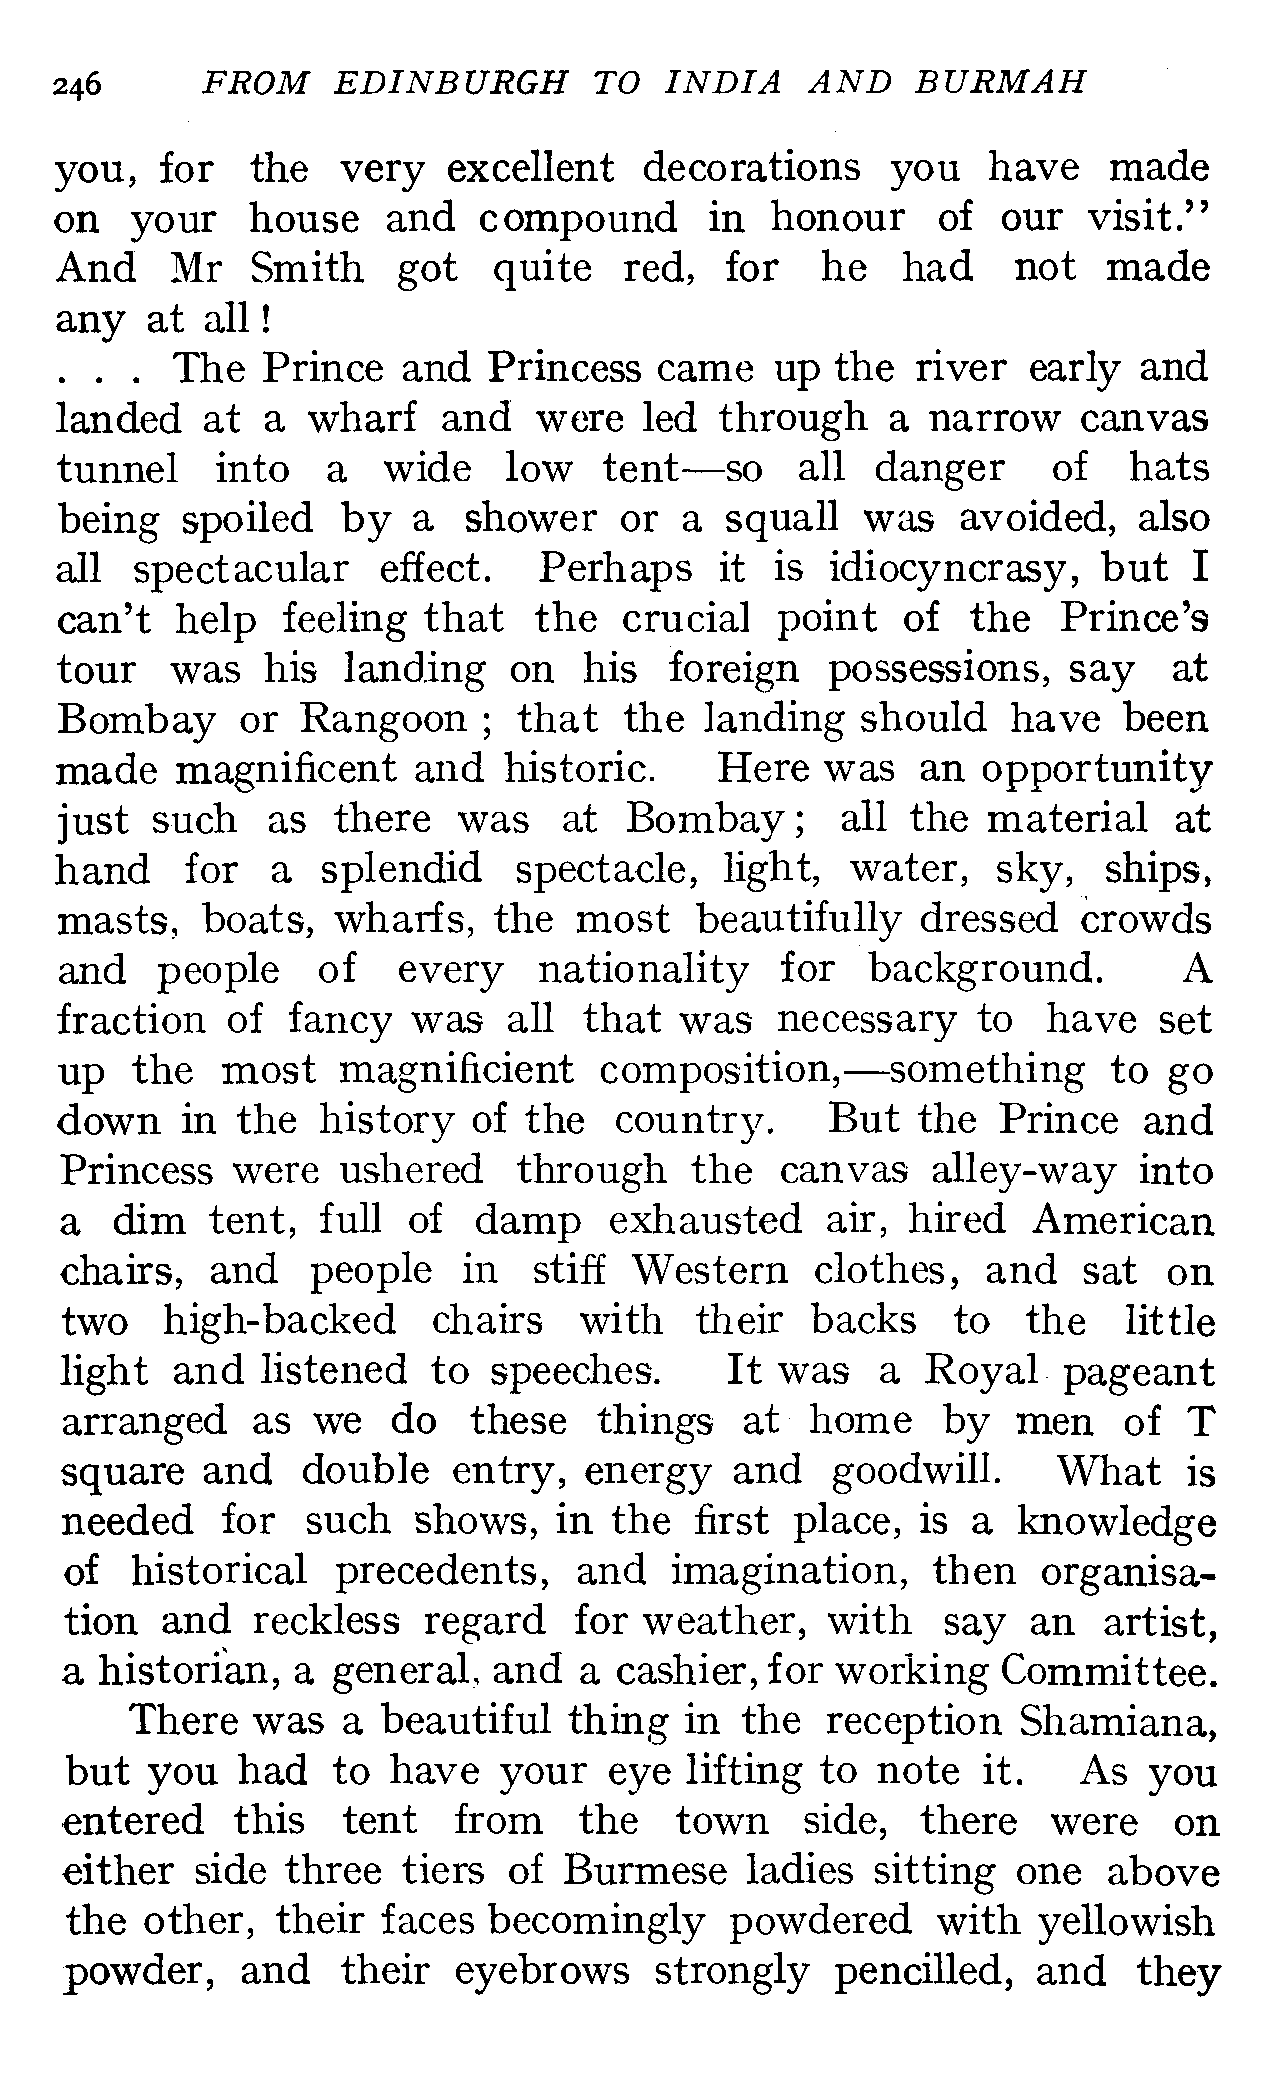 246 FROM EDINBURGH TO INDIA AND BURMAH
you, for the very excellent decorations you have made
on your house and compound in honour of our visit.”
And Mr Smith got quite red, for he had not made
any at all !
. . . The Prince and Princess came up the river early and
landed at a wharf and were led through a narrow canvas
tunnel into a wide low tent—so all danger of hats
being spoiled by a shower or a squall was avoided, also
all spectacular effect. Perhaps it is idiocyncrasy, but I
can’t help feeling that the crucial point of the Prince’s
tour was his landing on his foreign possessions, say at
Bombay or Rangoon ; that the landing should have been
made magnificent and historic. Here was an opportunity
just such as there was at Bombay ; all the material at
hand for a splendid spectacle, light, water, sky, ships,
masts, boats, wharfs, the most beautifully dressed crowds
and people of every nationality for background. A
fraction of fancy was all that was necessary to have set
up the most magnificient composition,—something to go
down in the history of the country. But the Prince and
Princess were ushered through the canvas alley-way into
a dim tent, full of damp exhausted air, hired American
chairs, and people in stiff Western clothes, and sat on
two high-backed chairs with their backs to the little
light and listened to speeches. It was a Royal pageant
arranged as we do these things at home by men of T
square and double entry, energy and goodwill. What is
needed for such shows, in the first place, is a knowledge
of historical precedents, and imagination, then organisa-
tion and reckless regard for weather, with say an artist,
a historian, a general, and a cashier, for working Committee.
There was a beautiful thing in the reception Shamiana,
but you had to have your eye lifting to note it. As you
entered this tent from the town side, there were on
either side three tiers of Burmese ladies sitting one above
the other, their faces becomingly powdered with yellowish
powder, and their eyebrows strongly pencilled, and they